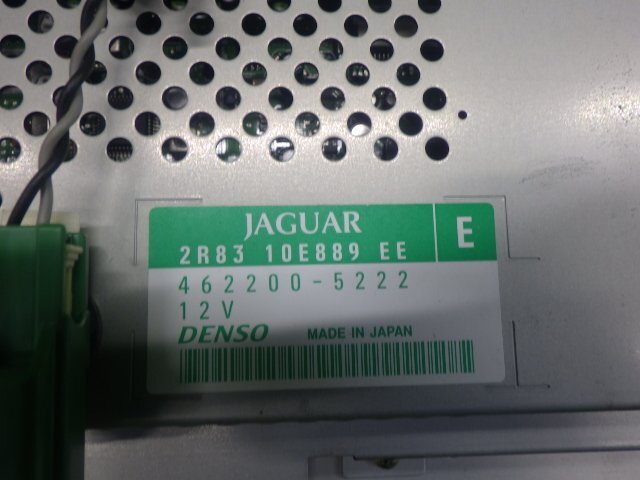 JAGUAR
2R83 10E889 EE
E
462200-5222
12V
DENSO MADE IN JAPAN